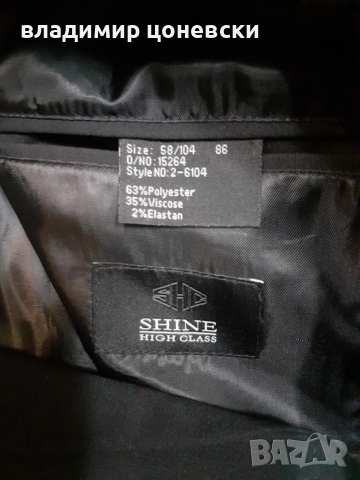 владимир цоневски
Size: 58/104 86
O/NO: 15264
Style NO: 2-6104
63%Polyester
35%Viscose
2%Elastan
SHC
SHINE
HIGH CLASS
BAZAR